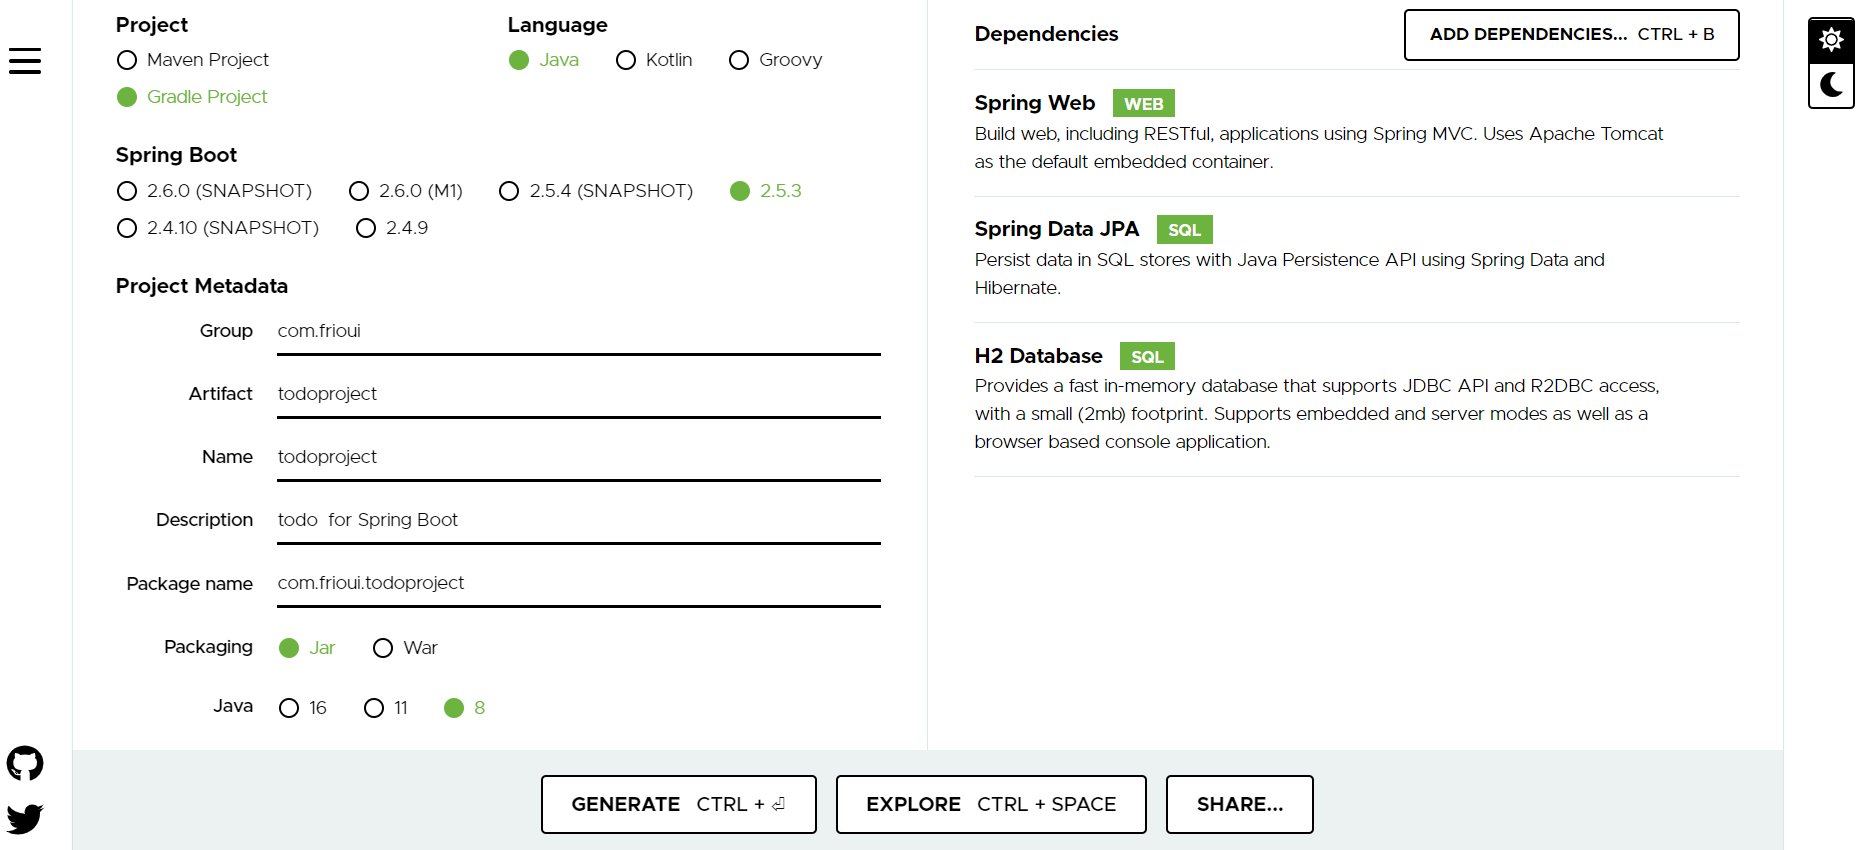 Project
Maven Project
Gradle Project
Language
Java Kotlin Groovy
Spring Boot
2.6.0 (SNAPSHOT) 2.6.0 (M1) 2.5.4 (SNAPSHOT) 2.5.3
2.4.10 (SNAPSHOT) 2.4.9
Project Metadata
Group com.frioui
Artifact todoproject
Name todoproject
Description todo  for Spring Boot
Package name com.frioui.todoproject
Packaging Jar War
Java 16 11 8
Dependencies
ADD DEPENDENCIES... CTRL + B
Spring Web WEB
Build web, including RESTful, applications using Spring MVC. Uses Apache Tomcat
as the default embedded container.
Spring Data JPA SQL
Persist data in SQL stores with Java Persistence API using Spring Data and
Hibernate.
H2 Database SQL
Provides a fast in-memory database that supports JDBC API and R2DBC access,
with a small (2mb) footprint. Supports embedded and server modes as well as a
browser based console application.
GENERATE CTRL + ⏎
EXPLORE CTRL + SPACE
SHARE...